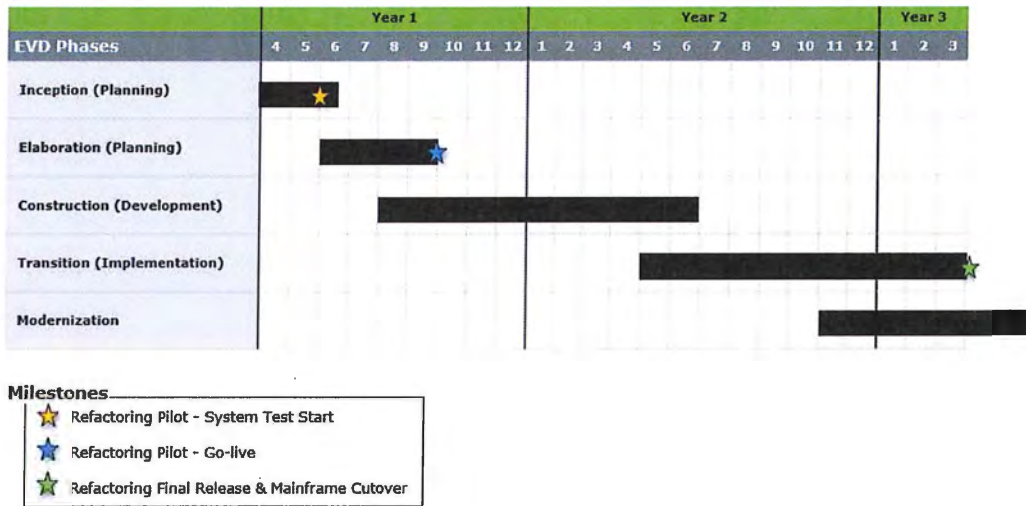 Year 1 Year 2 Year 3
EVD Phases 4 5 6 7 8 9 10 11 12 1 2 3 4 5 6 7 8 9 10 11 12 1 2 3
Inception (Planning)
Elaboration (Planning)
Construction (Development)
Transition (Implementation)
Modernization
Milestones
Refactoring Pilot - System Test Start
Refactoring Pilot - Go-live
Refactoring Final Release & Mainframe Cutover